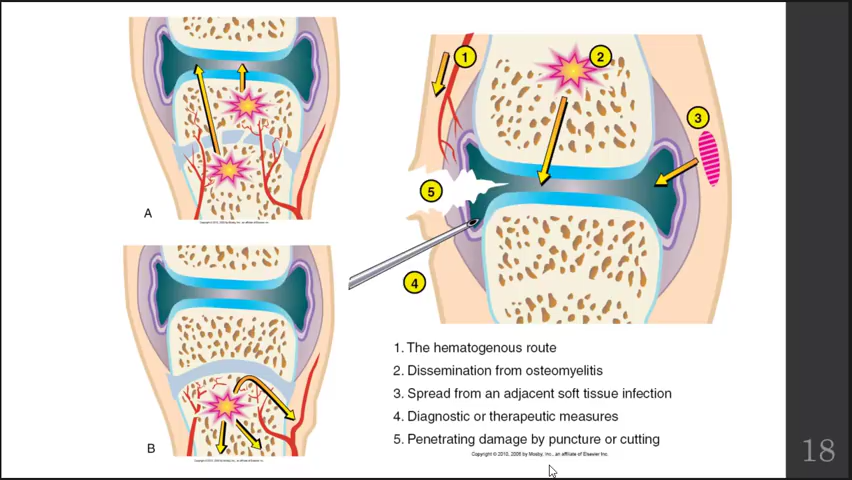 A
B
1
2
3
5
4
1. The hematogenous route
2. Dissemination from osteomyelitis
3. Spread from an adjacent soft tissue infection
4. Diagnostic or therapeutic measures
5. Penetrating damage by puncture or cutting
Copyright © 2010, 2005 by Mosby, Inc., an affiliate of Elsevier Inc.
18